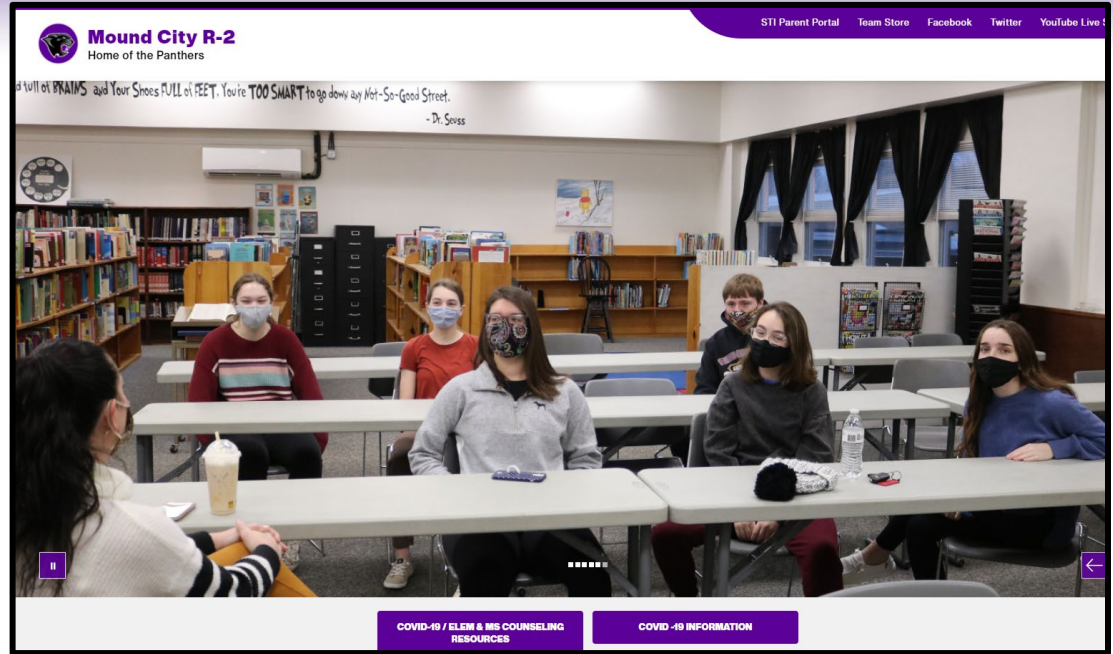 STI Parent Portal Team Store Facebook Twitter YouTube Live
Mound City R-2
Home of the Panthers
full of BRAINS and Your Shoes FULL of FEET. You're TOO SMART to go down any Not-So-Good Street.
- Dr. Seuss
COVID-19 / ELEM & MS COUNSELING
RESOURCES
COVID -19 INFORMATION